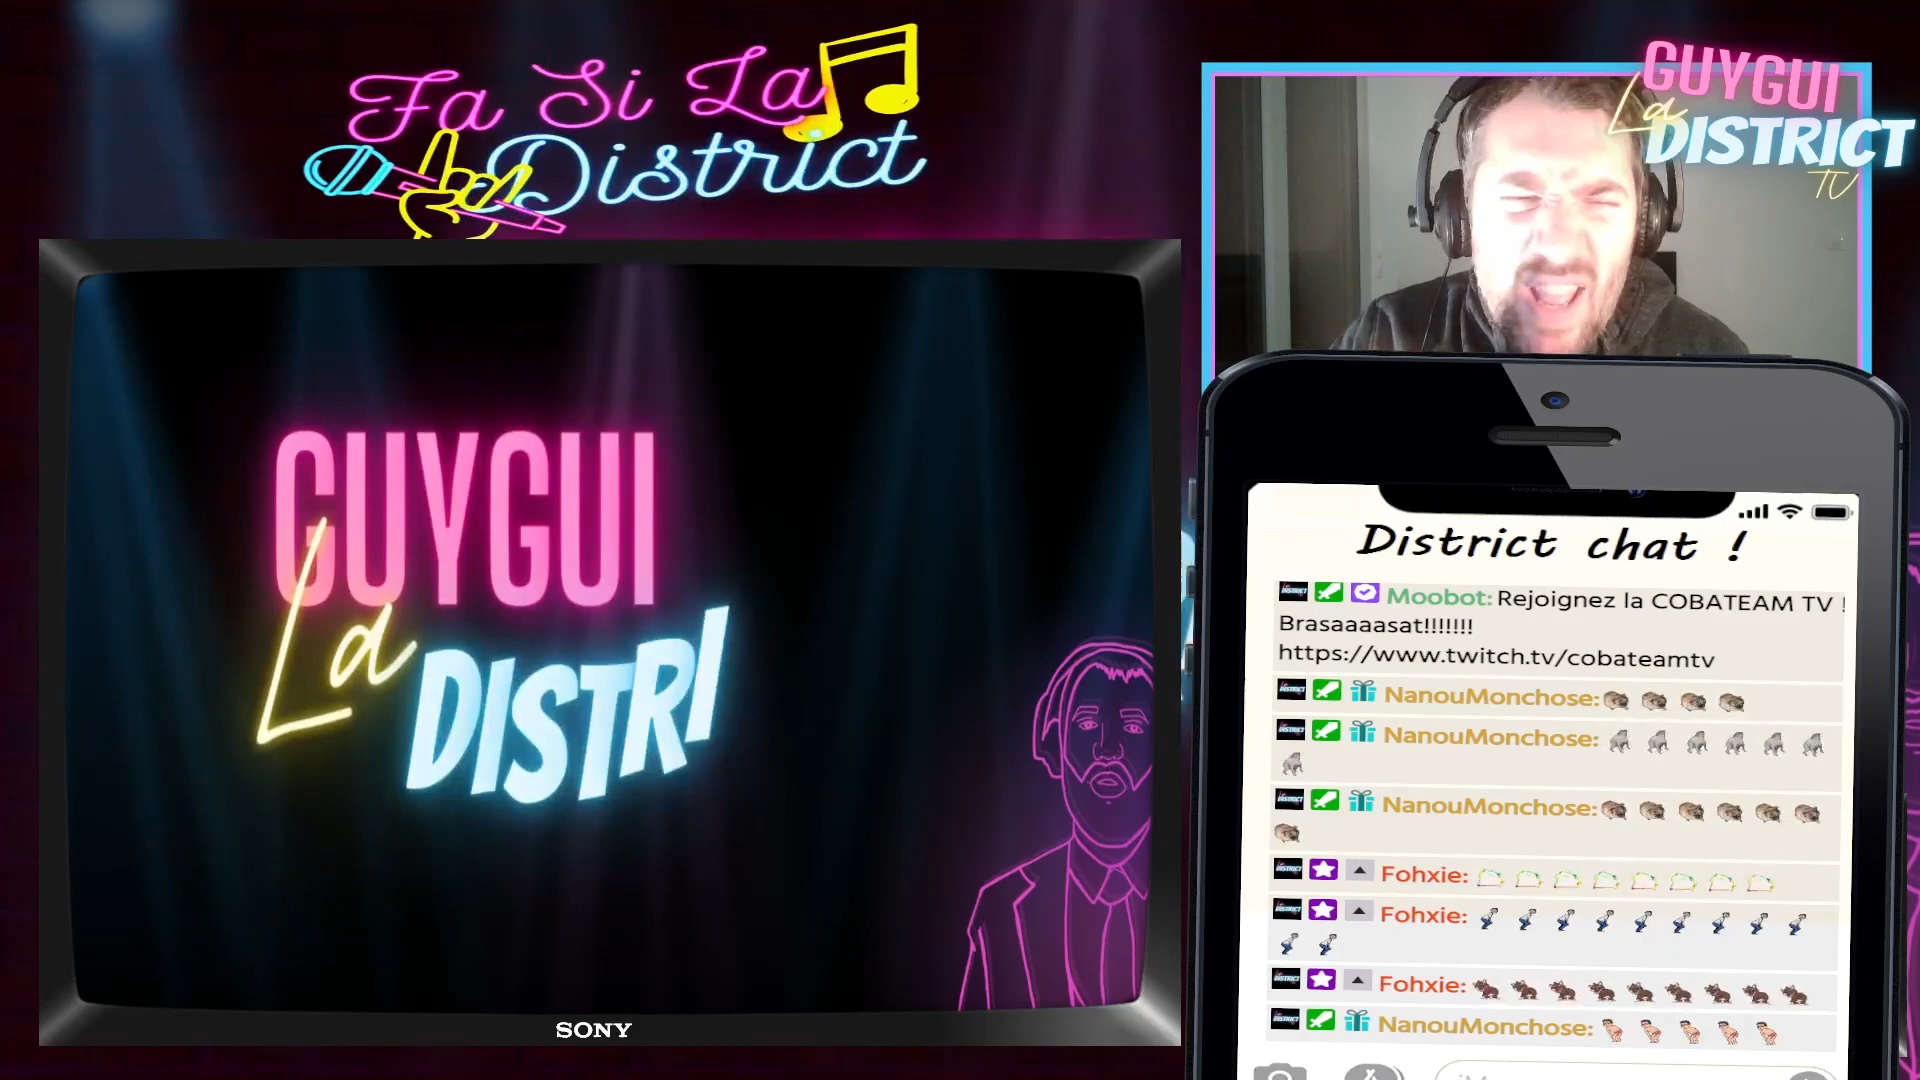 Fa Si La
District
GUYGUI
La
DISTRICT
TV
GUYGUI
La
DISTRI
SONY
District chat !
Moobot: Rejoignez la COBATEAM TV !
Brasaaaasat!!!!!!!
https://www.twitch.tv/cobateamtv
NanouMonchose:
NanouMonchose:
NanouMonchose:
Fohxie:
Fohxie:
Fohxie:
NanouMonchose: